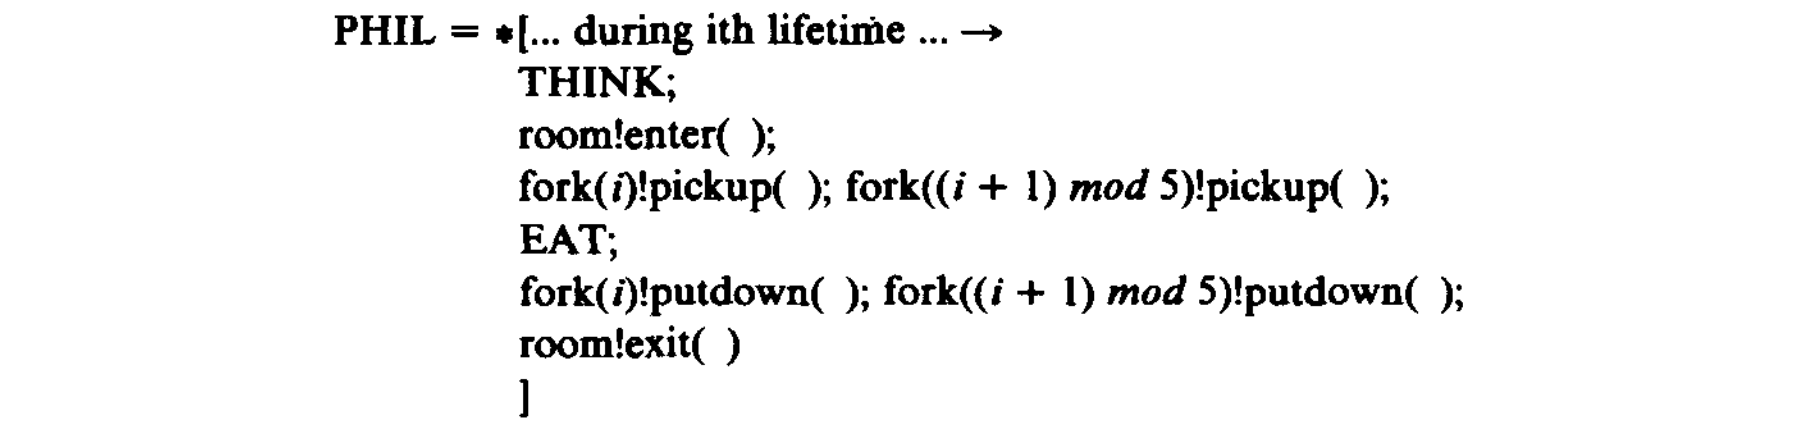 PHIL = *[... during ith lifetime ... →
THINK;
room!enter( );
fork(i)!pickup( ); fork((i + 1) mod 5)!pickup( );
EAT;
fork(i)!putdown( ); fork((i + 1) mod 5)!putdown( );
room!exit( )
]